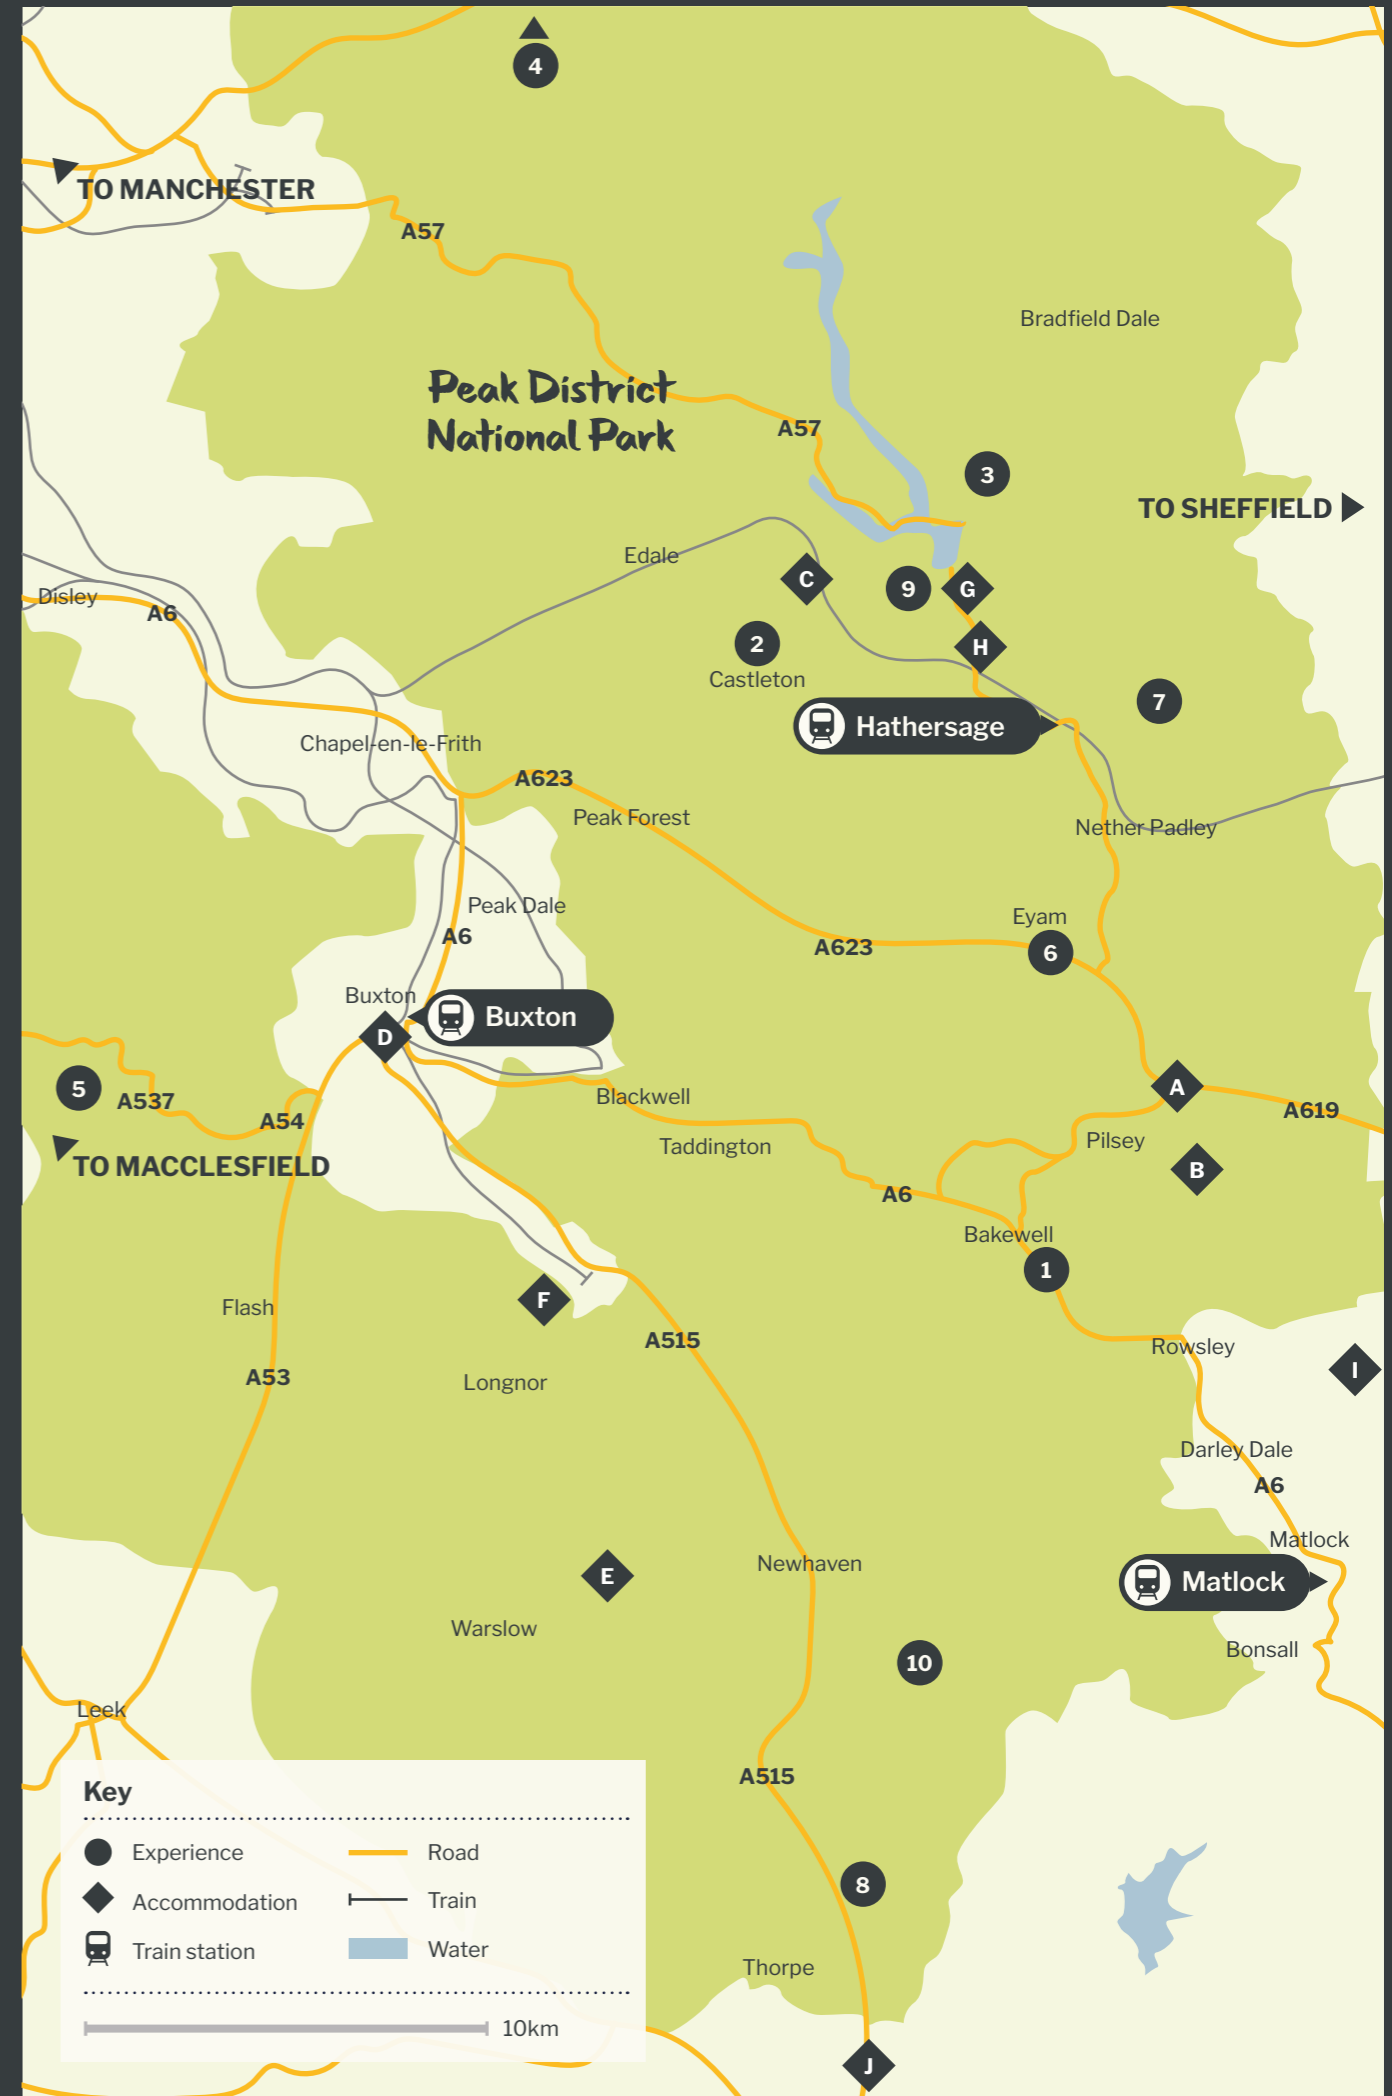 4
TO MANCHESTER
A57
Bradfield Dale
Peak District
National Park
A57
3
TO SHEFFIELD
Edale
C
9
G
Disley
A6
2
H
Castleton
7
Hathersage
Chapel-en-le-Frith
A623
Peak Forest
Nether Padley
Peak Dale
Eyam
A6
A623
6
Buxton
Buxton
D
5
A537
A54
Blackwell
A
A619
TO MACCLESFIELD
Taddington
Pilsey
B
A6
Bakewell
1
F
Flash
A515
Rowsley
A53
Longnor
I
Darley Dale
A6
Matlock
E
Newhaven
Matlock
Warslow
10
Bonsall
Leek
A515
Key
Experience
Road
Accommodation
Train
Train station
Water
10km
8
Thorpe
J